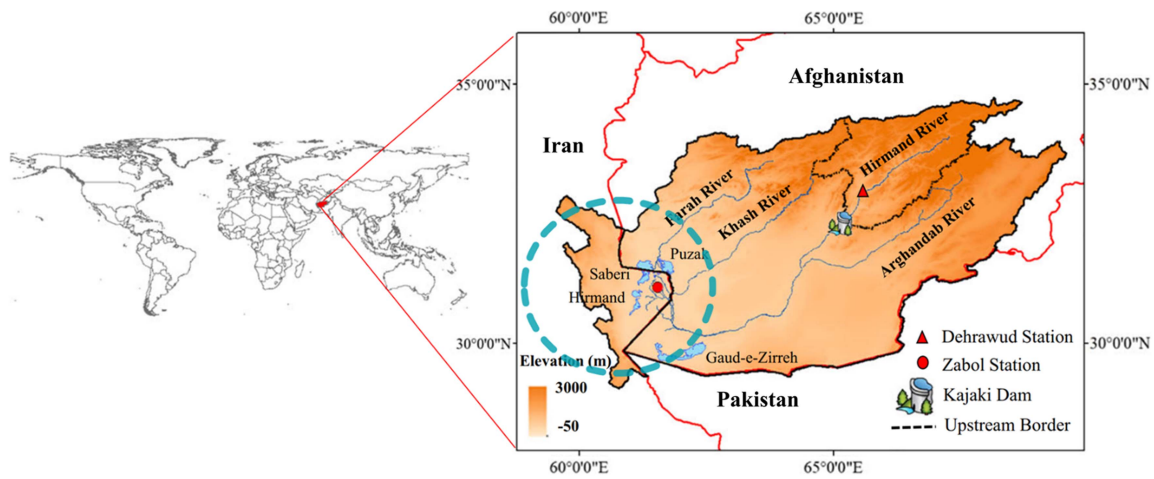 60°0'0"E
65°0'0"E
35°0'0"N
35°0'0"N
Afghanistan
Iran
Hirmand River
Farah River
Khash River
Arghandab River
Puzak
Saberi
Hirmand
30°0'0"N
30°0'0"N
Gaud-e-Zirreh
Elevation (m)
3000
-50
Pakistan
Dehrawud Station
Zabol Station
Kajaki Dam
Upstream Border
60°0'0"E
65°0'0"E